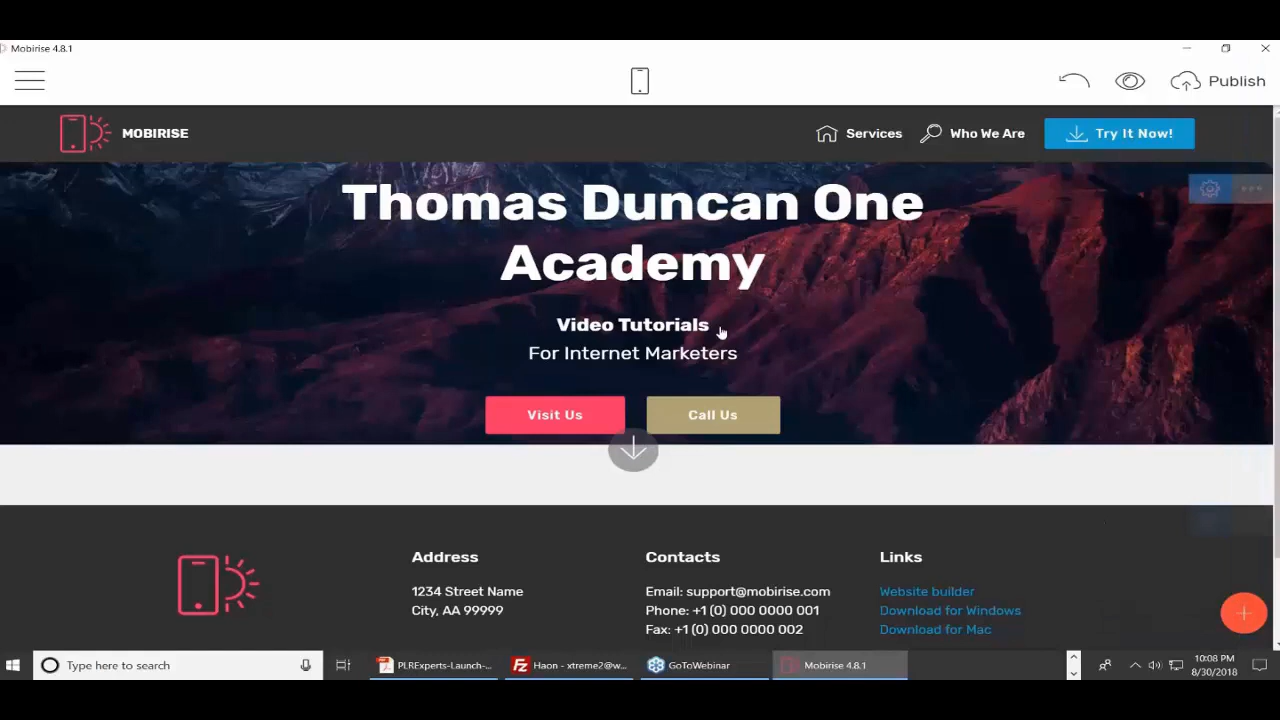 Mobirise 4.8.1
Publish
MOBIRISE
Services
Who We Are
Try It Now!
Thomas Duncan One
Academy
Video Tutorials
For Internet Marketers
Visit Us
Call Us
Address
Contacts
Links
1234 Street Name
Email: support@mobirise.com
Website builder
City, AA 99999
Phone: +1 (0) 000 0000 001
Download for Windows
Fax: +1 (0) 000 0000 002
Download for Mac
Type here to search
PLRExperts-Launch-...
Haon - xtreme2@w...
GoToWebinar
Mobirise 4.8.1
10:08 PM
8/30/2018